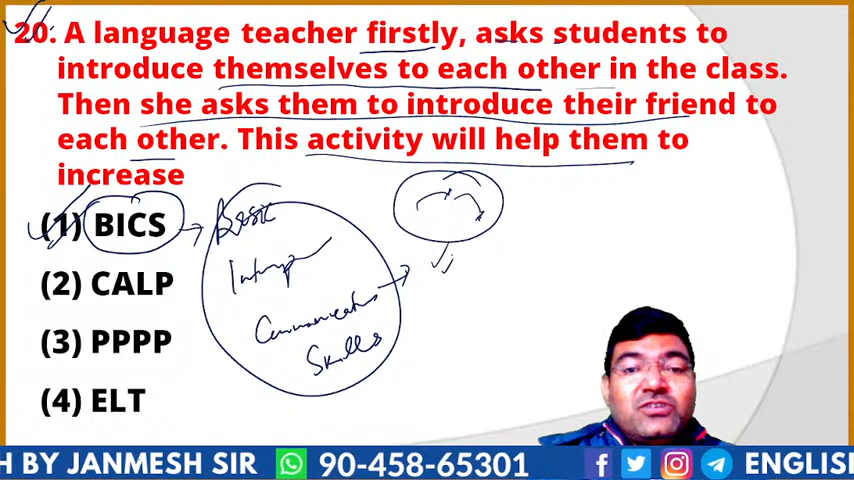 20. A language teacher firstly, asks students to
introduce themselves to each other in the class.
Then she asks them to introduce their friend to
each other. This activity will help them to
increase
(1) BICS
Basic
(2) CALP
Communication
Skills
(3) PPPP
(4) ELT
H BY JANMESH SIR 90-458-65301 ENGLISH